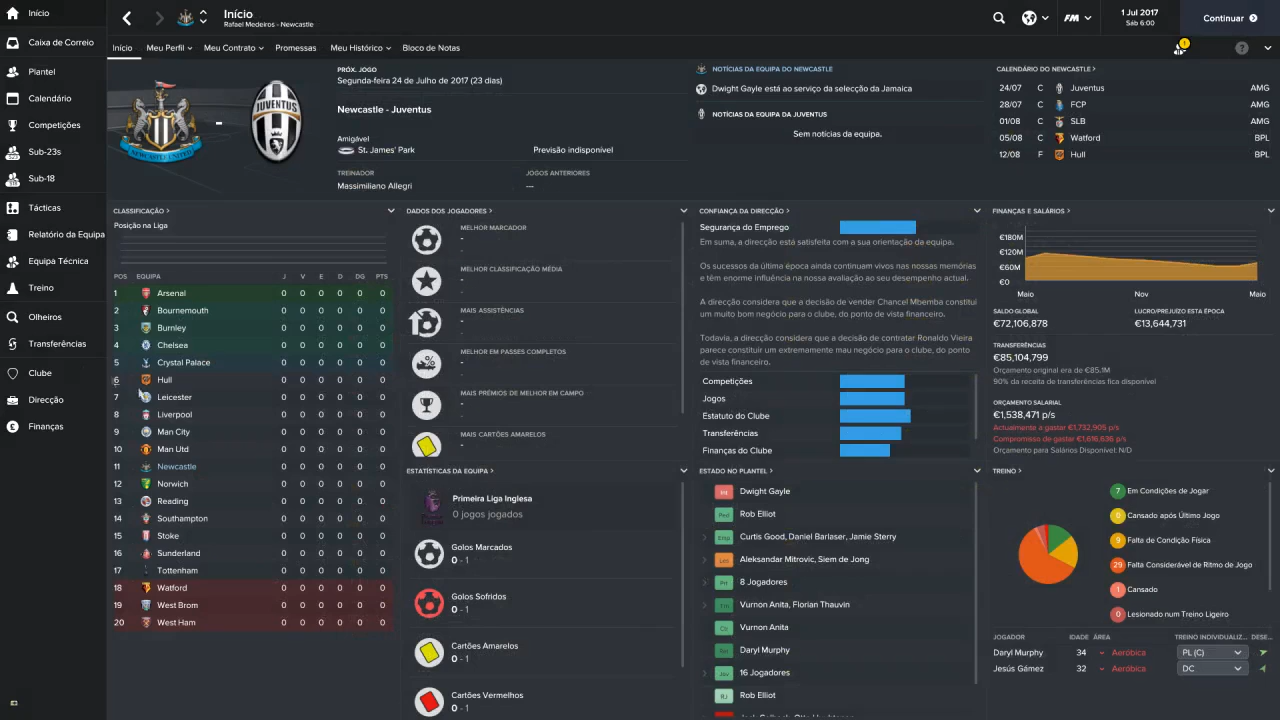 Início
Caixa de Correio
Plantel
Calendário
Competições
Sub-23s
Sub-18
Tácticas
Relatório da Equipa
Equipa Técnica
Treino
Olheiros
Transferências
Clube
Direcção
Finanças
Início
Rafael Medeiros - Newcastle
FM
1 Jul 2017
Sáb 6:00
Continuar
Início
Meu Perfil
Meu Contrato
Promessas
Meu Histórico
Bloco de Notas
NEWCASTLE UNITED
-
JUVENTUS
PRÓX. JOGO
Segunda-feira 24 de Julho de 2017 (23 dias)
Newcastle - Juventus
Amigável
St. James' Park
Previsão indisponível
TREINADOR
JOGOS ANTERIORES
Massimiliano Allegri
---
NOTÍCIAS DA EQUIPA DO NEWCASTLE
Dwight Gayle está ao serviço da selecção da Jamaica
NOTÍCIAS DA EQUIPA DA JUVENTUS
Sem notícias da equipa.
CALENDÁRIO DO NEWCASTLE >
24/07 C Juventus AMG
28/07 C FCP AMG
01/08 C SLB AMG
05/08 C Watford BPL
12/08 F Hull BPL
CLASSIFICAÇÃO >
Posição na Liga
POS EQUIPA J V E D DG PTS
1 Arsenal 0 0 0 0 0 0
2 Bournemouth 0 0 0 0 0 0
3 Burnley 0 0 0 0 0 0
4 Chelsea 0 0 0 0 0 0
5 Crystal Palace 0 0 0 0 0 0
6 Hull 0 0 0 0 0 0
7 Leicester 0 0 0 0 0 0
8 Liverpool 0 0 0 0 0 0
9 Man City 0 0 0 0 0 0
10 Man Utd 0 0 0 0 0 0
11 Newcastle 0 0 0 0 0 0
12 Norwich 0 0 0 0 0 0
13 Reading 0 0 0 0 0 0
14 Southampton 0 0 0 0 0 0
15 Stoke 0 0 0 0 0 0
16 Sunderland 0 0 0 0 0 0
17 Tottenham 0 0 0 0 0 0
18 Watford 0 0 0 0 0 0
19 West Brom 0 0 0 0 0 0
20 West Ham 0 0 0 0 0 0
DADOS DOS JOGADORES >
MELHOR MARCADOR
-
-
MELHOR CLASSIFICAÇÃO MÉDIA
-
-
MAIS ASSISTÊNCIAS
-
-
MELHOR EM PASSES COMPLETOS
-
-
MAIS PRÉMIOS DE MELHOR EM CAMPO
-
-
MAIS CARTÕES AMARELOS
-
ESTATÍSTICAS DA EQUIPA >
Primeira Liga Inglesa
0 jogos jogados
Golos Marcados
0 - 1
Golos Sofridos
0 - 1
Cartões Amarelos
0 - 1
Cartões Vermelhos
0 - 1
CONFIANÇA DA DIRECÇÃO >
Segurança do Emprego
Em suma, a direcção está satisfeita com a sua orientação da equipa.
Os sucessos da última época ainda continuam vivos nas nossas memórias
e têm enorme influência na nossa avaliação ao seu desempenho actual.
A direcção considera que a decisão de vender Chancel Mbemba constitui
um muito bom negócio para o clube, do ponto de vista financeiro.
Todavia, a direcção considera que a decisão de contratar Ronaldo Vieira
parece constituir um extremamente mau negócio para o clube, do ponto
de vista financeiro.
Competições
Jogos
Estatuto do Clube
Transferências
Finanças do Clube
ESTADO NO PLANTEL >
Int Dwight Gayle
Ped Rob Elliot
Emp Curtis Good, Daniel Barlaser, Jamie Sterry
Les Aleksandar Mitrovic, Siem de Jong
8 Jogadores
Vurnon Anita, Florian Thauvin
Vurnon Anita
Daryl Murphy
Jov 16 Jogadores
RJ Rob Elliot
FINANÇAS E SALÁRIOS >
€180M
€120M
€60M
€0
Maio
Nov
Maio
SALDO GLOBAL
LUCRO/PREJUÍZO ESTA ÉPOCA
€72,106,878
€13,644,731
TRANSFERÊNCIAS
€85,104,799
Orçamento original era de €85.1M
90% da receita de transferências fica disponível
ORÇAMENTO SALARIAL
€1,538,471 p/s
Actualmente a gastar €1,732,905 p/s
Compromisso de gastar €1,616,636 p/s
Orçamento para Salários Disponível: N/D
TREINO >
7 Em Condições de Jogar
0 Cansado após Último Jogo
9 Falta de Condição Física
29 Falta Considerável de Ritmo de Jogo
1 Cansado
0 Lesionado num Treino Ligeiro
JOGADOR IDADE ÁREA TREINO INDIVIDUALIZ... DESE...
Daryl Murphy 34 Aeróbica PL (C)
Jesús Gámez 32 Aeróbica DC